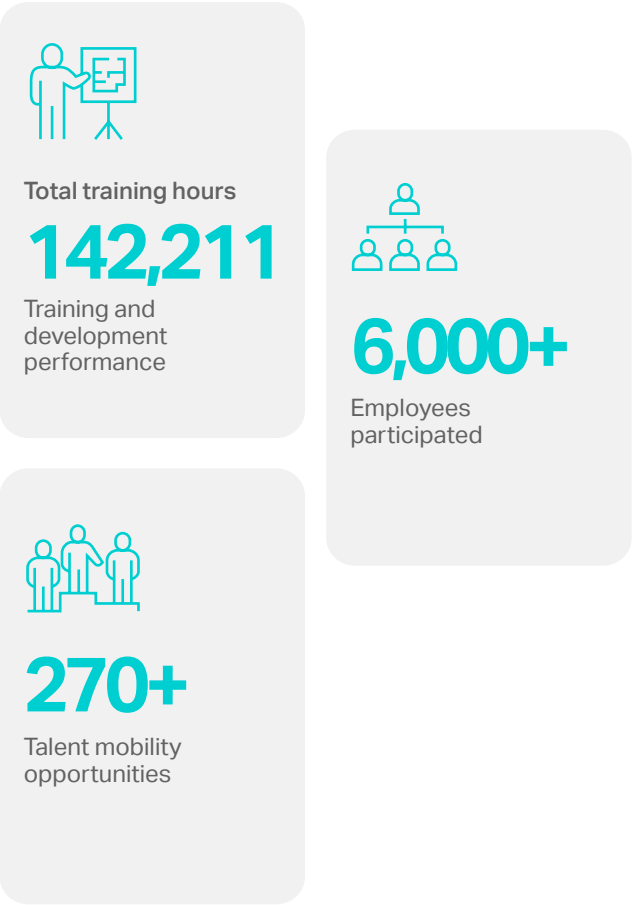 Total training hours
142,211
Training and
development
performance
6,000+
Employees
participated
270+
Talent mobility
opportunities